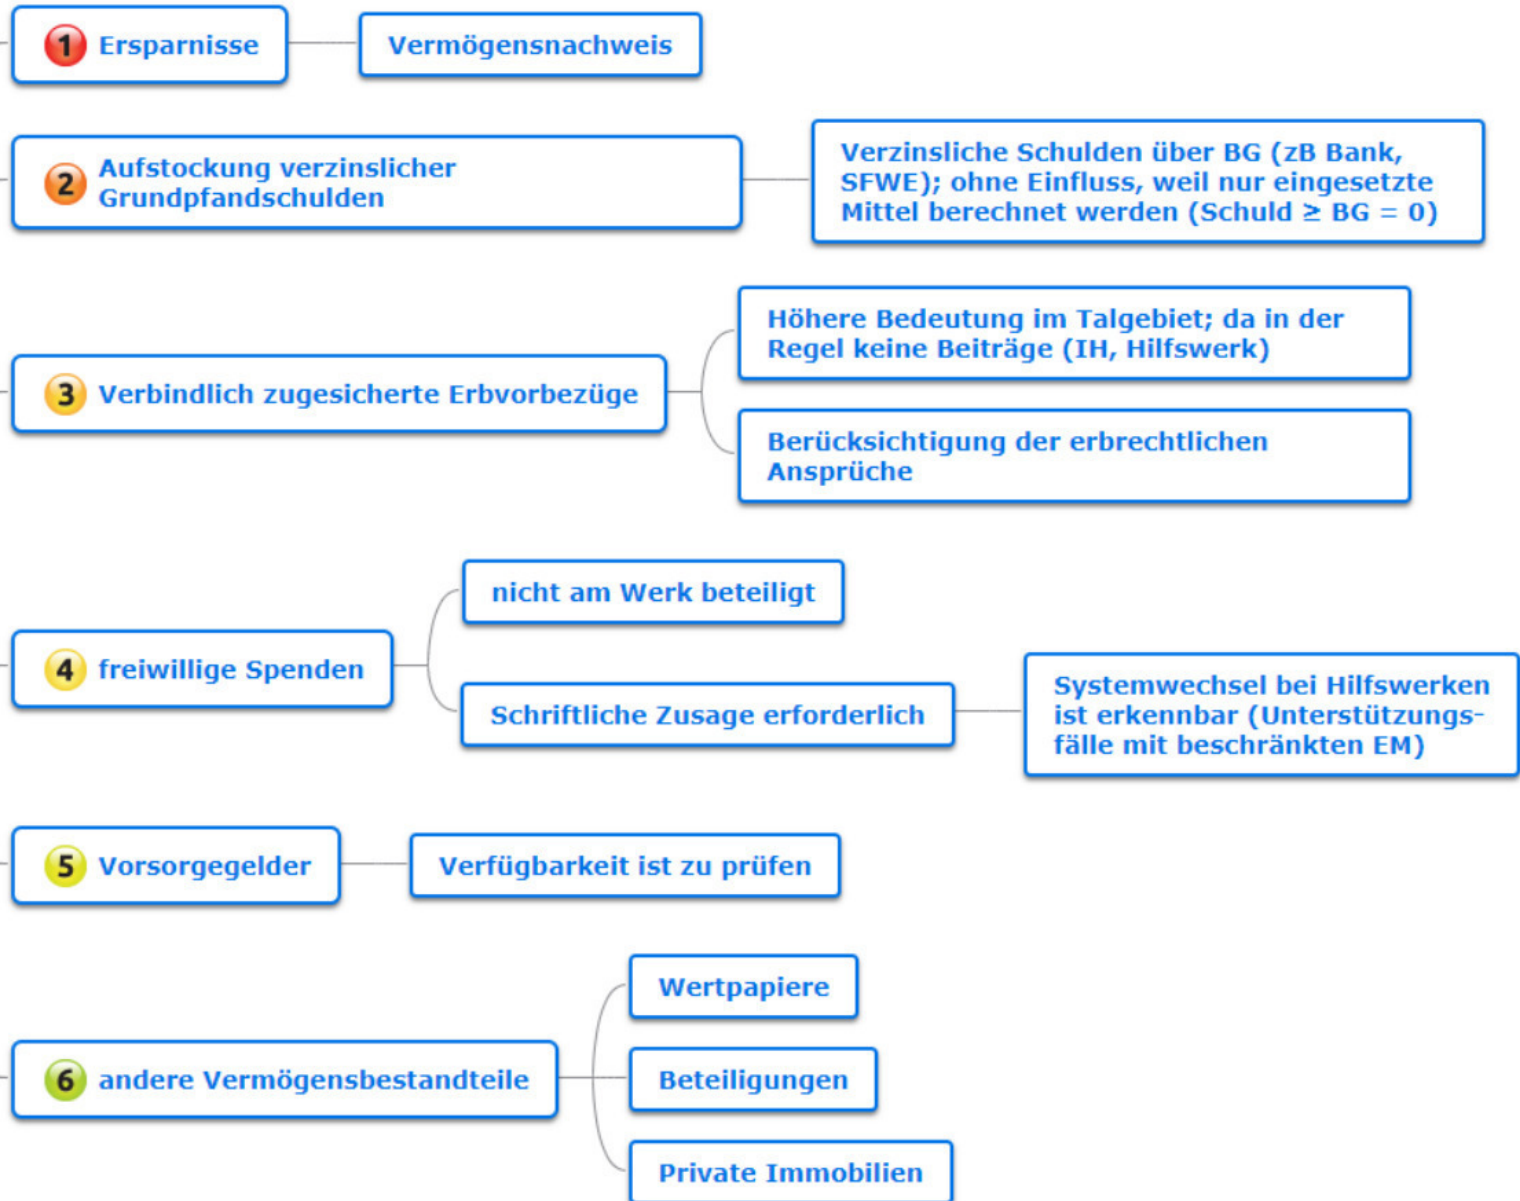 1 Ersparnisse
Vermögensnachweis
2 Aufstockung verzinslicher
Grundpfandschulden
Verzinsliche Schulden über BG (zB Bank,
SFWE); ohne Einfluss, weil nur eingesetzte
Mittel berechnet werden (Schuld ≥ BG = 0)
3 Verbindlich zugesicherte Erbvorbezüge
Höhere Bedeutung im Talgebiet; da in der
Regel keine Beiträge (IH, Hilfswerk)
Berücksichtigung der erbrechtlichen
Ansprüche
4 freiwillige Spenden
nicht am Werk beteiligt
Schriftliche Zusage erforderlich
Systemwechsel bei Hilfswerken
ist erkennbar (Unterstützungs-
fälle mit beschränkten EM)
5 Vorsorgegelder
Verfügbarkeit ist zu prüfen
6 andere Vermögensbestandteile
Wertpapiere
Beteiligungen
Private Immobilien